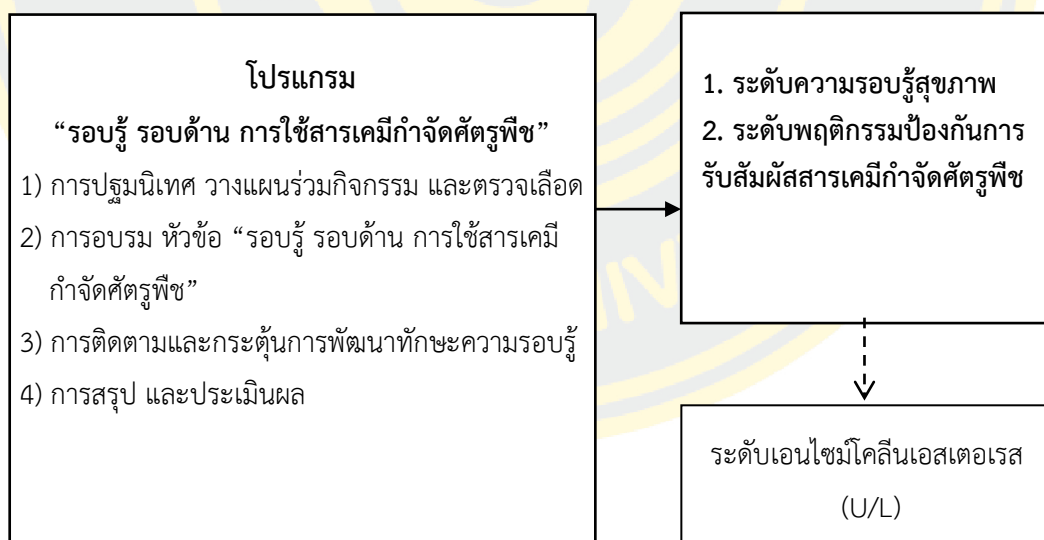 โปรแกรม
“รอบรู้ รอบด้าน การใช้สารเคมีกำจัดศัตรูพืช”
1) การปฐมนิเทศ วางแผนร่วมกิจกรรม และตรวจเลือด
2) การอบรม หัวข้อ “รอบรู้ รอบด้าน การใช้สารเคมี
กำจัดศัตรูพืช”
3) การติดตามและกระตุ้นการพัฒนาทักษะความรอบรู้
4) การสรุป และประเมินผล
1. ระดับความรอบรู้สุขภาพ
2. ระดับพฤติกรรมป้องกันการ
รับสัมผัสสารเคมีกำจัดศัตรูพืช
ระดับเอนไซม์โคลีนเอสเตอเรส
(U/L)